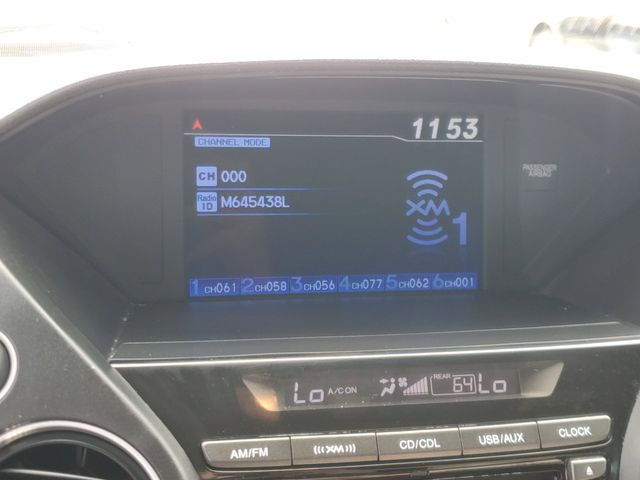 1153
CHANNEL MODE
CH 000
Radio ID M645438L
XM 1
PASSENGER AIRBAG
1 CH061 2 CH058 3 CH056 4 CH077 5 CH062 6 CH001
Lo A/C ON REAR 64 Lo
AM/FM (((XM))) CD/CDL USB/AUX CLOCK